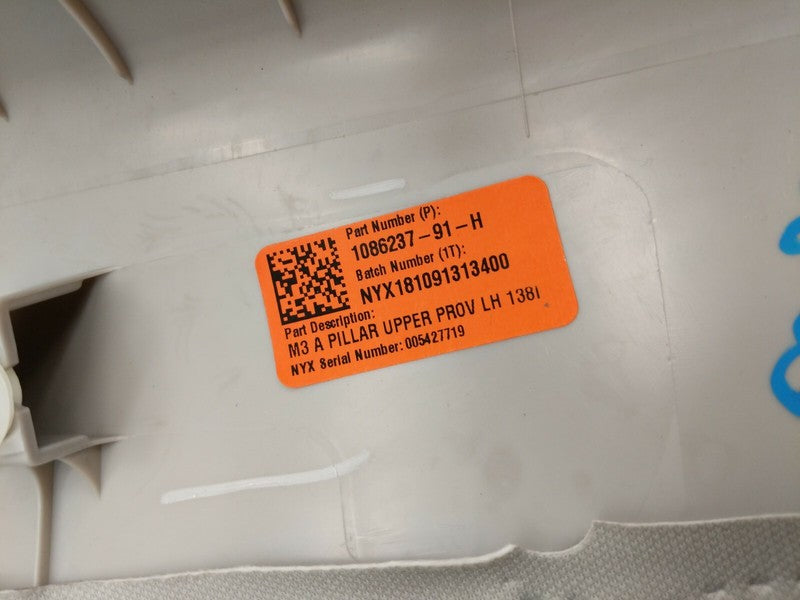 Part Number (P):
1086237-91-H
Batch Number (1T):
NYX181091313400
Part Description:
M3 A PILLAR UPPER PROV LH 138I
NYX Serial Number: 005427719